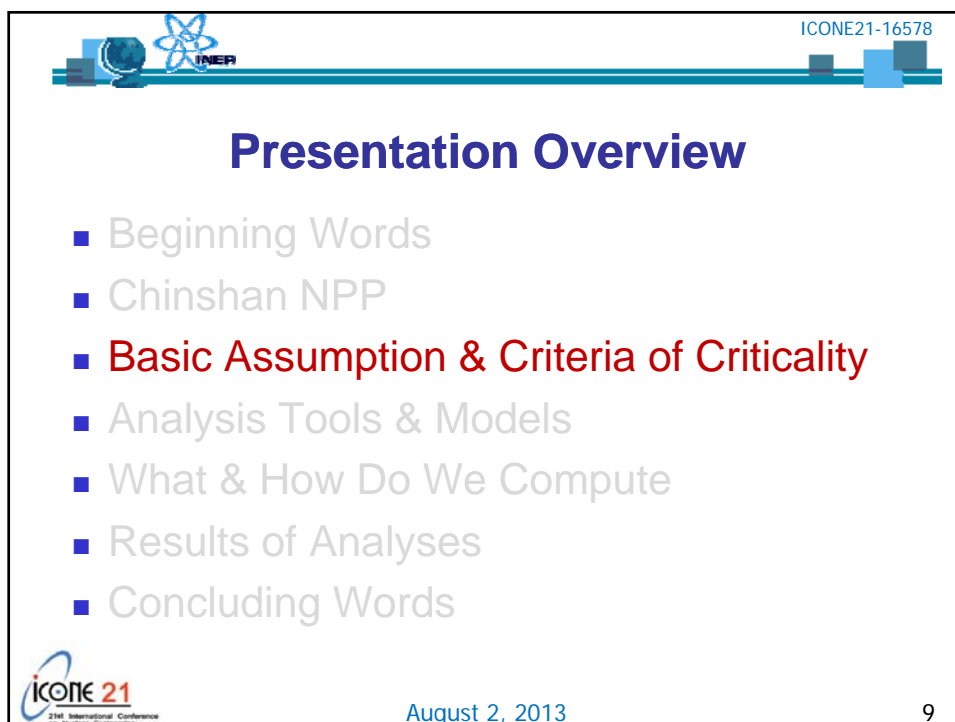 ICONE21-16578
INER
Presentation Overview
Beginning Words
Chinshan NPP
Basic Assumption & Criteria of Criticality
Analysis Tools & Models
What & How Do We Compute
Results of Analyses
Concluding Words
ICONE 21
21st International Conference
August 2, 2013
9